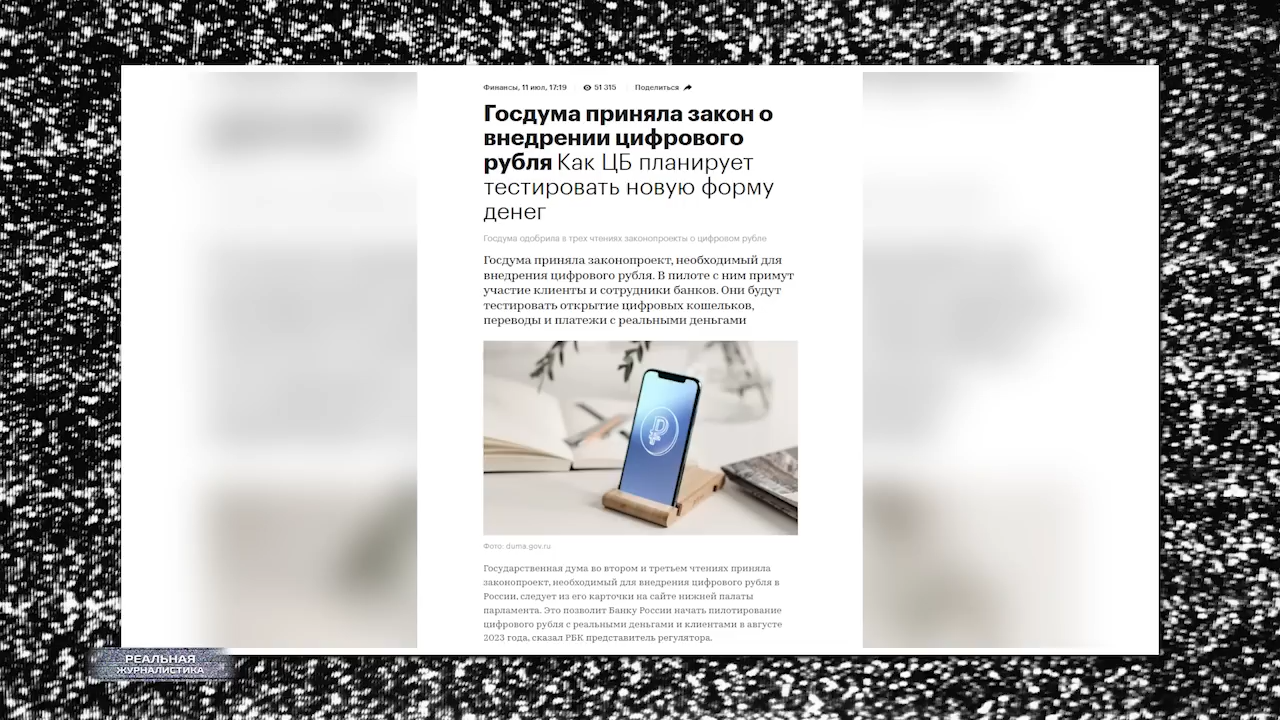 Финансы, 11 июл, 17:19 51 315 Поделиться
Госдума приняла закон о
внедрении цифрового
рубля Как ЦБ планирует
тестировать новую форму
денег
Госдума одобрила в трех чтениях законопроекты о цифровом рубле
Госдума приняла законопроект, необходимый для
внедрения цифрового рубля. В пилоте с ним примут
участие клиенты и сотрудники банков. Они будут
тестировать открытие цифровых кошельков,
переводы и платежи с реальными деньгами
Фото: duma.gov.ru
Государственная дума во втором и третьем чтениях приняла
законопроект, необходимый для внедрения цифрового рубля в
России, следует из его карточки на сайте нижней палаты
парламента. Это позволит Банку России начать пилотирование
цифрового рубля с реальными деньгами и клиентами в августе
2023 года, сказал РБК представитель регулятора.
РЕАЛЬНАЯ
ЖУРНАЛИСТИКА